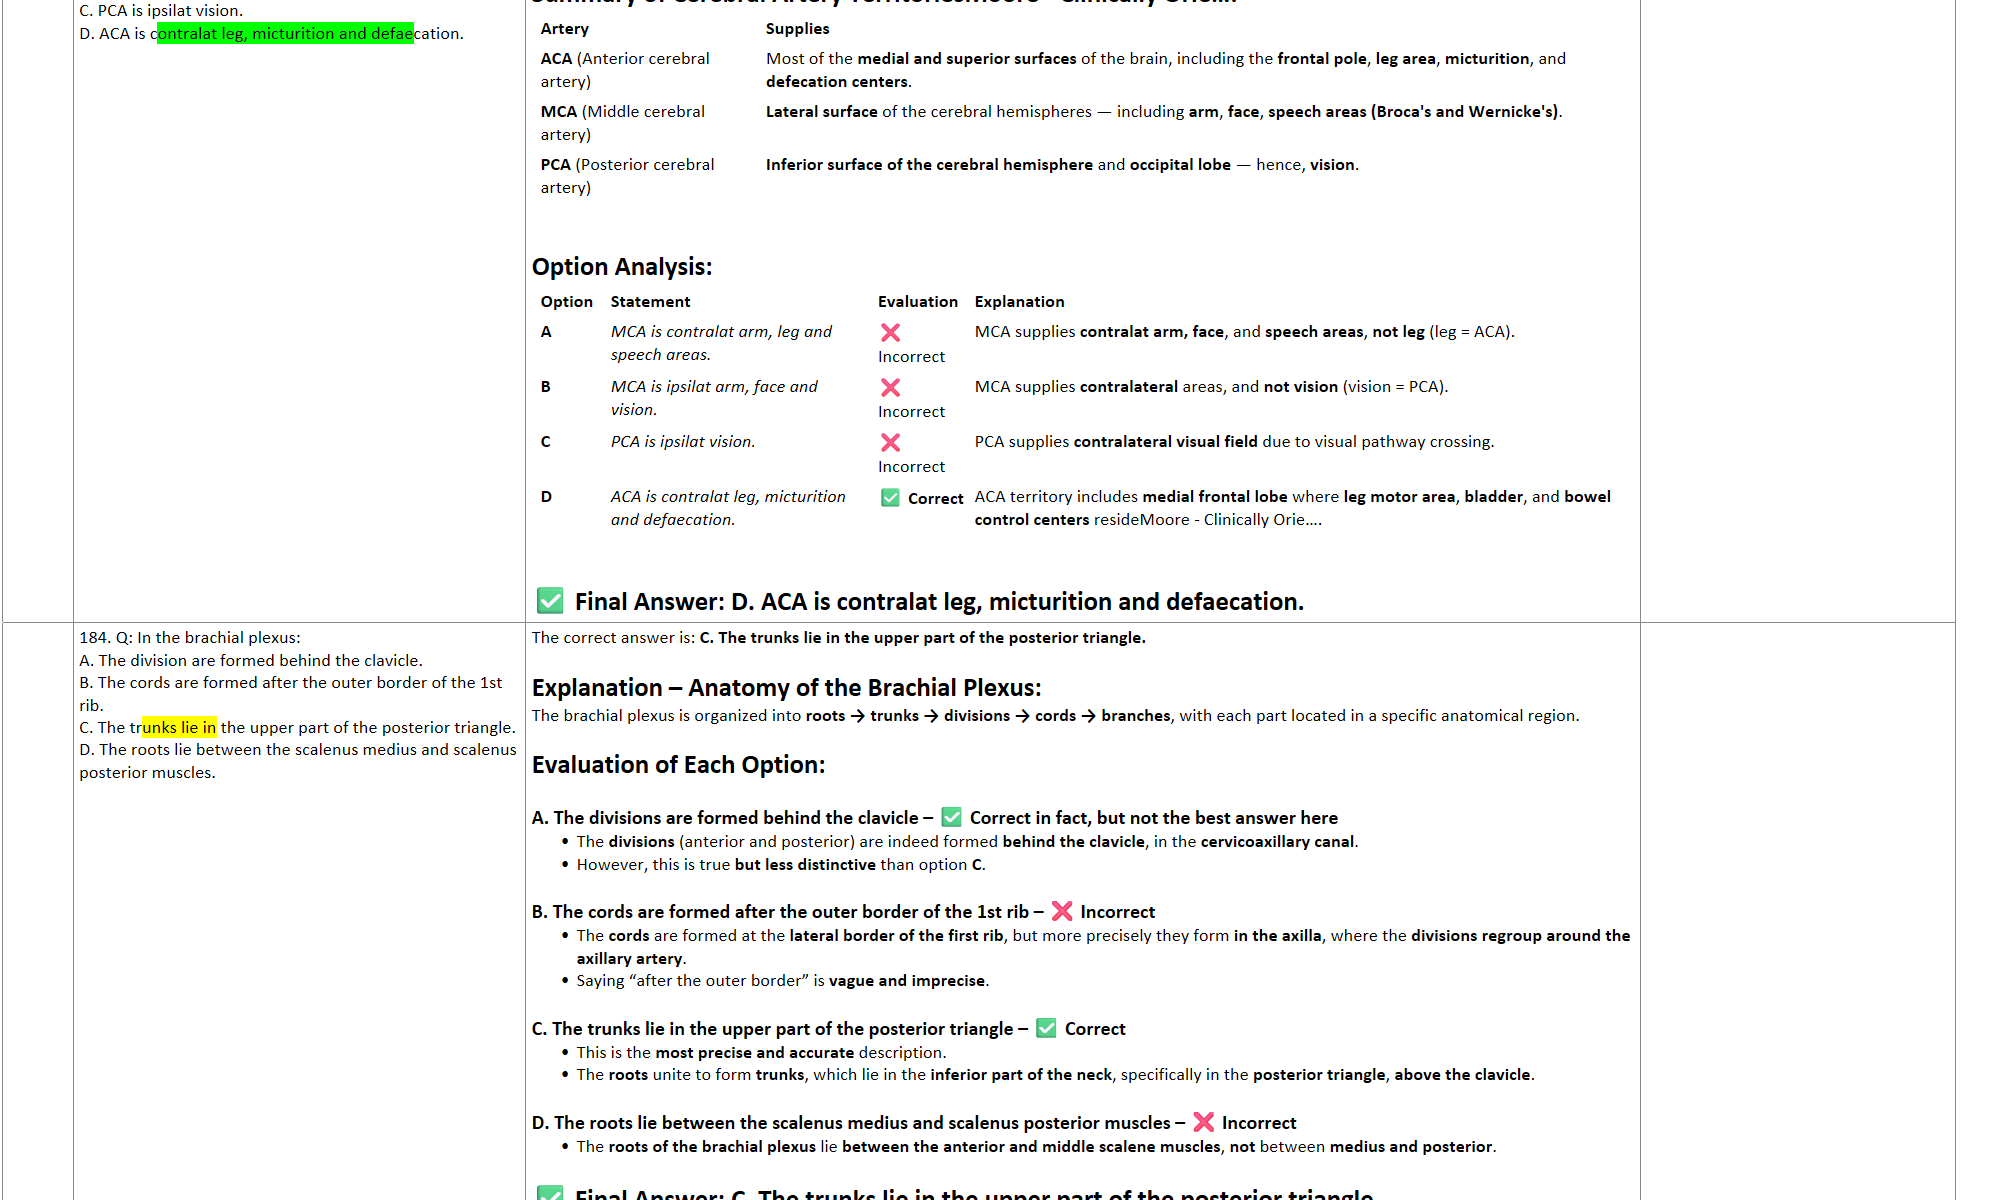 C. PCA is ipsilat vision.
D. ACA is contralat leg, micturition and defaecation.
Summary of Cerebral Artery TerritoriesMoore - Clinically Orie….
Artery Supplies
ACA (Anterior cerebral artery) Most of the medial and superior surfaces of the brain, including the frontal pole, leg area, micturition, and
defecation centers.
MCA (Middle cerebral artery) Lateral surface of the cerebral hemispheres — including arm, face, speech areas (Broca's and Wernicke's).
PCA (Posterior cerebral artery) Inferior surface of the cerebral hemisphere and occipital lobe — hence, vision.
Option Analysis:
Option Statement Evaluation Explanation
A MCA is contralat arm, leg and speech areas. ❌ Incorrect MCA supplies contralat arm, face, and speech areas, not leg (leg = ACA).
B MCA is ipsilat arm, face and vision. ❌ Incorrect MCA supplies contralateral areas, and not vision (vision = PCA).
C PCA is ipsilat vision. ❌ Incorrect PCA supplies contralateral visual field due to visual pathway crossing.
D ACA is contralat leg, micturition and defaecation. ✅ Correct ACA territory includes medial frontal lobe where leg motor area, bladder, and bowel
control centers resideMoore - Clinically Orie….
✅ Final Answer: D. ACA is contralat leg, micturition and defaecation.
184. Q: In the brachial plexus:
A. The division are formed behind the clavicle.
B. The cords are formed after the outer border of the 1st
rib.
C. The trunks lie in the upper part of the posterior triangle.
D. The roots lie between the scalenus medius and scalenus
posterior muscles.
The correct answer is: C. The trunks lie in the upper part of the posterior triangle.
Explanation – Anatomy of the Brachial Plexus:
The brachial plexus is organized into roots → trunks → divisions → cords → branches, with each part located in a specific anatomical region.
Evaluation of Each Option:
A. The divisions are formed behind the clavicle – ✅ Correct in fact, but not the best answer here
• The divisions (anterior and posterior) are indeed formed behind the clavicle, in the cervicoaxillary canal.
• However, this is true but less distinctive than option C.
B. The cords are formed after the outer border of the 1st rib – ❌ Incorrect
• The cords are formed at the lateral border of the first rib, but more precisely they form in the axilla, where the divisions regroup around the
axillary artery.
• Saying “after the outer border” is vague and imprecise.
C. The trunks lie in the upper part of the posterior triangle – ✅ Correct
• This is the most precise and accurate description.
• The roots unite to form trunks, which lie in the inferior part of the neck, specifically in the posterior triangle, above the clavicle.
D. The roots lie between the scalenus medius and scalenus posterior muscles – ❌ Incorrect
• The roots of the brachial plexus lie between the anterior and middle scalene muscles, not between medius and posterior.
✅ Final Answer: C. The trunks lie in the upper part of the posterior triangle